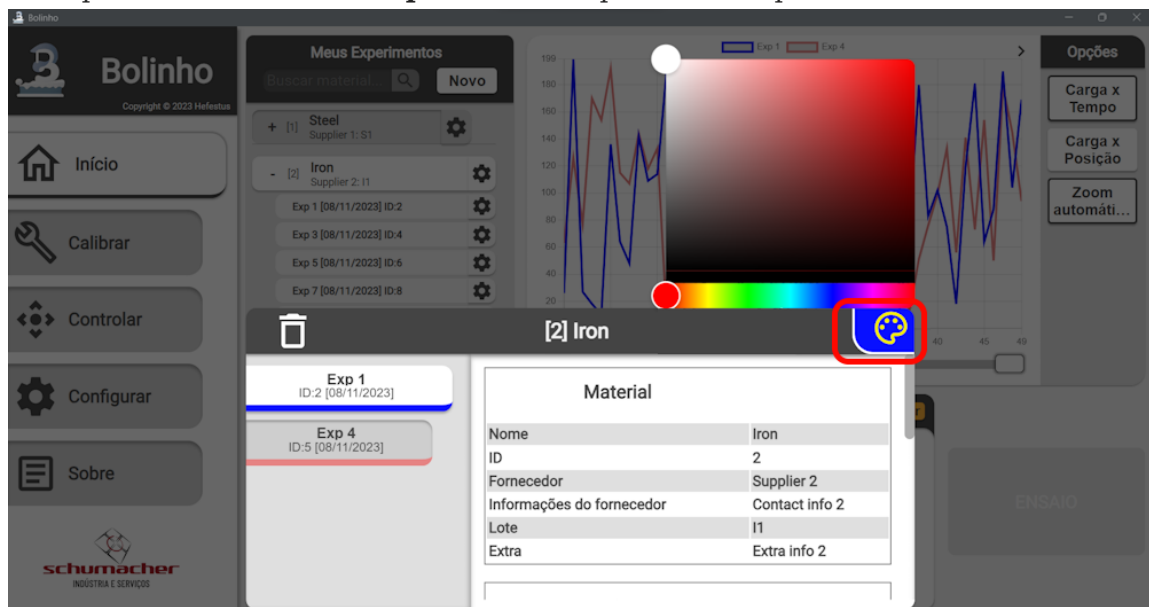 Bolinho
Bolinho
Copyright © 2023 Hefestus
Início
Calibrar
Controlar
Configurar
Sobre
schumacher
INDÚSTRIA E SERVIÇOS
Meus Experimentos
Buscar material...
Novo
+ [1] Steel
Supplier 1: S1
- [2] Iron
Supplier 2: I1
Exp 1 [08/11/2023] ID:2
Exp 3 [08/11/2023] ID:4
Exp 5 [08/11/2023] ID:6
Exp 7 [08/11/2023] ID:8
Exp 1
Exp 4
199
180
160
140
120
100
80
60
40
20
40
45
49
Opções
Carga x
Tempo
Carga x
Posição
Zoom
automáti...
[2] Iron
Exp 1
ID:2 [08/11/2023]
Exp 4
ID:5 [08/11/2023]
Material
Nome Iron
ID 2
Fornecedor Supplier 2
Informações do fornecedor Contact info 2
Lote I1
Extra Extra info 2
ENSAIO